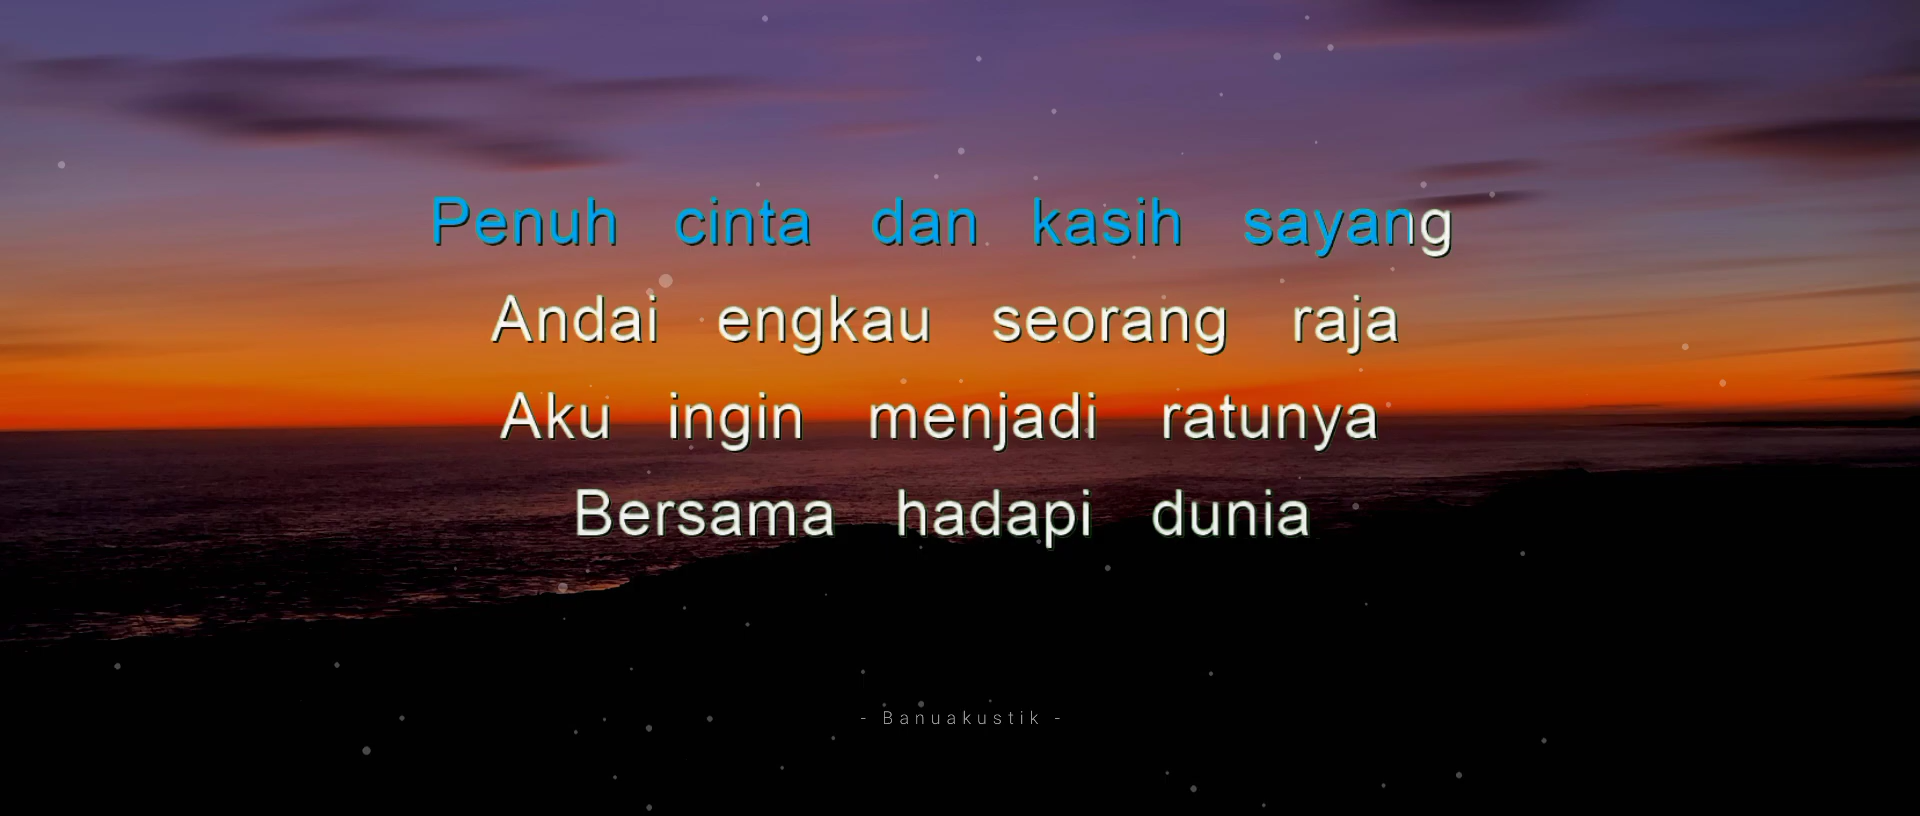 Penuh cinta dan kasih sayang
Andai engkau seorang raja
Aku ingin menjadi ratunya
Bersama hadapi dunia
- Banuakustik -